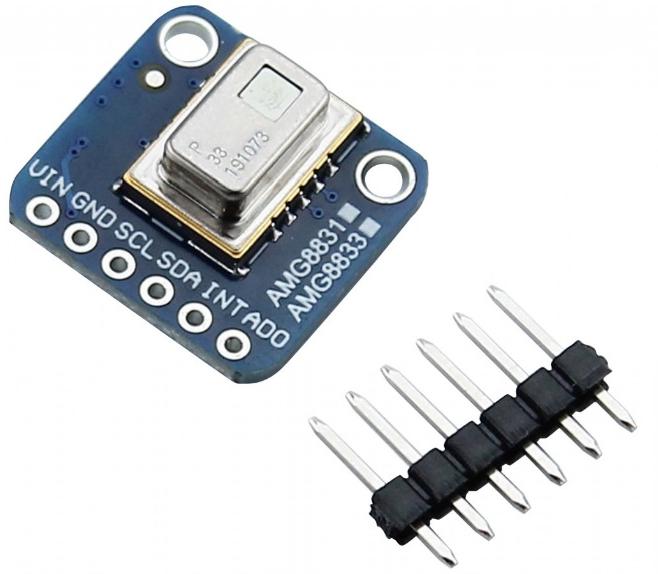 P
33
191073
VIN GND SCL SDA INT ADO
AMG8831
AMG8833